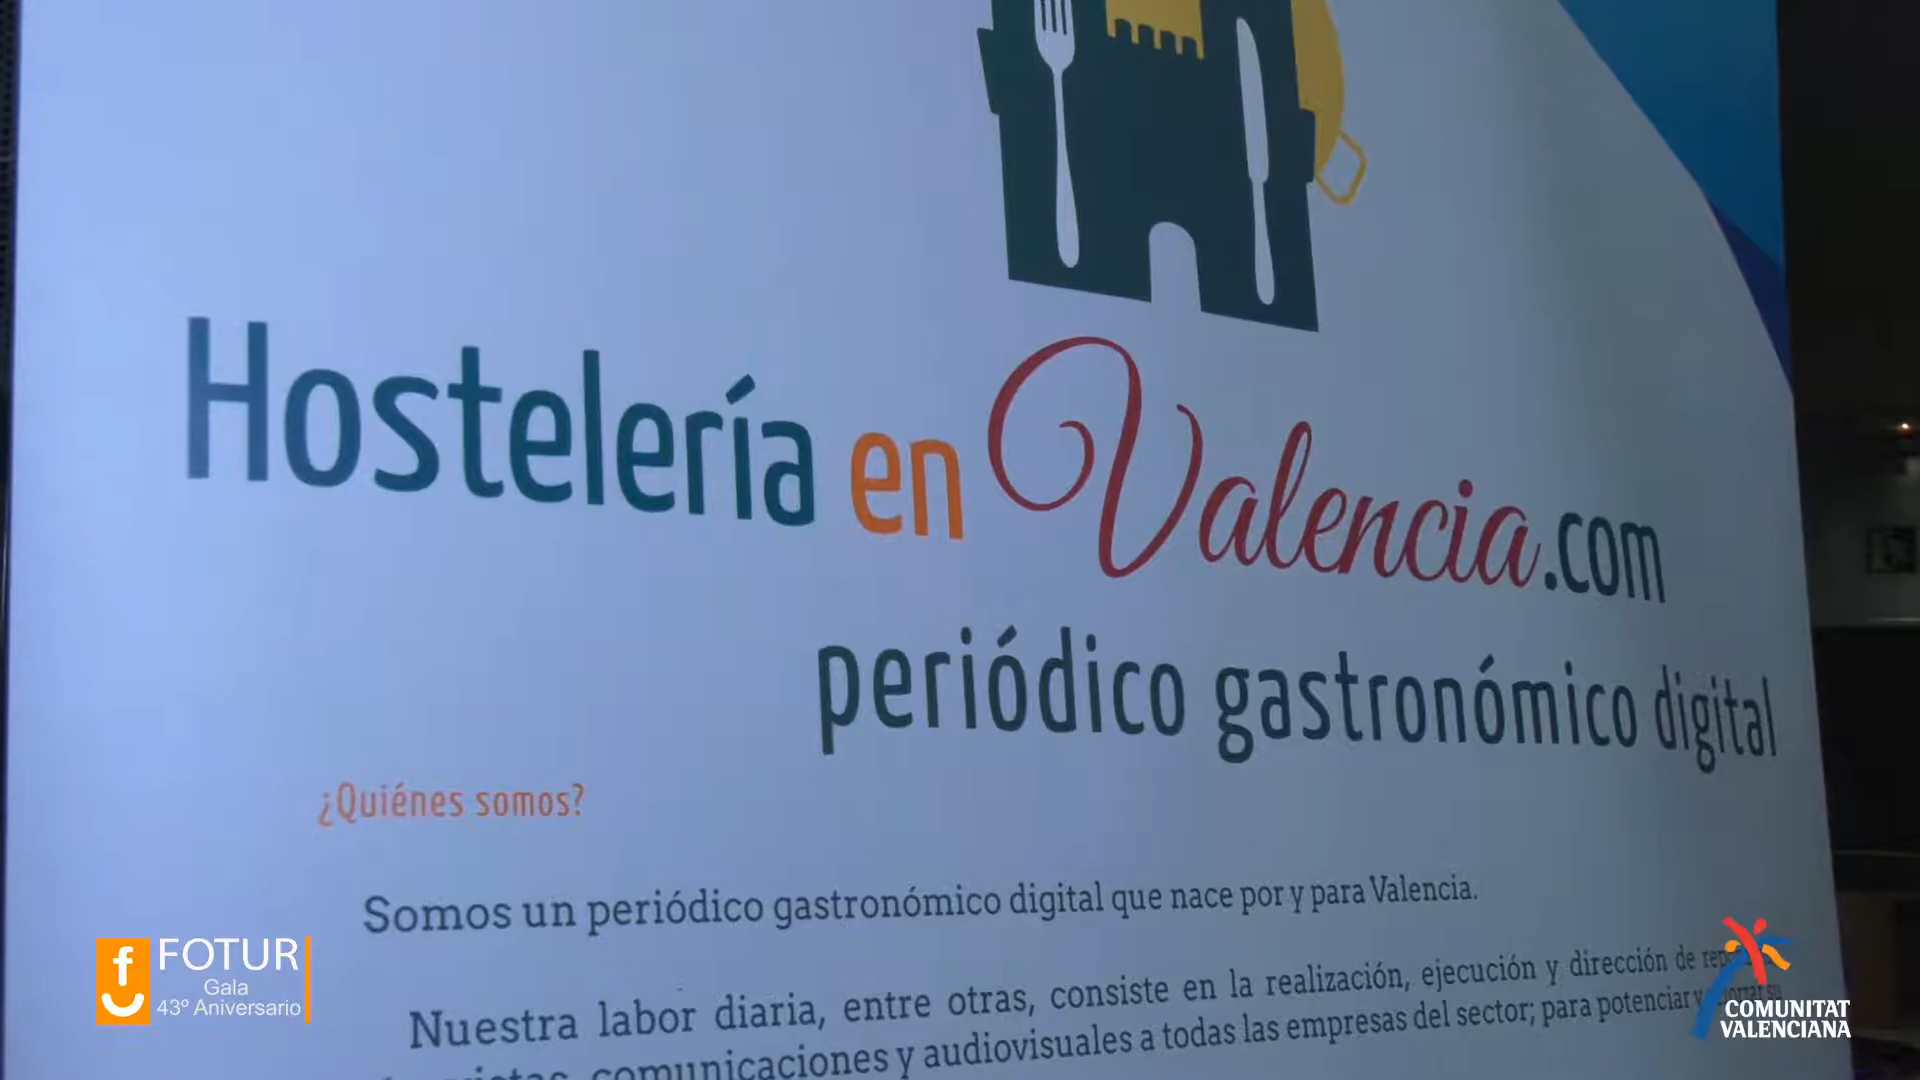 Hostelería en Valencia.com
periódico gastronómico digital
¿Quiénes somos?
Somos un periódico gastronómico digital que nace por y para Valencia.
Nuestra labor diaria, entre otras, consiste en la realización, ejecución y dirección de
comunicaciones y audiovisuales a todas las empresas del sector; para potenciar y
f FOTUR
Gala
43º Aniversario
COMUNITAT
VALENCIANA